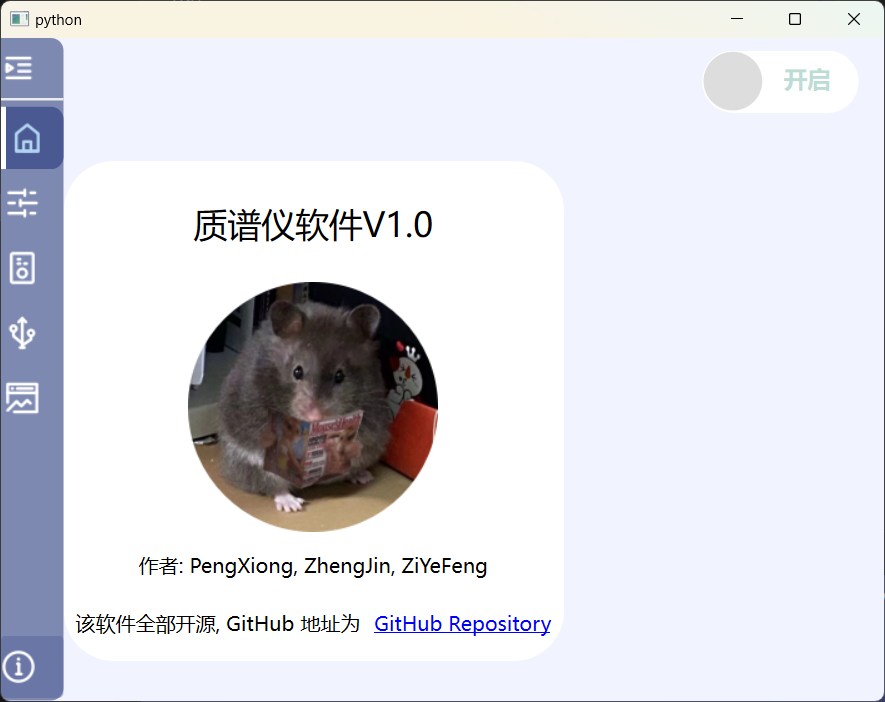 python
开启
质谱仪软件V1.0
作者: PengXiong, ZhengJin, ZiYeFeng
该软件全部开源, GitHub 地址为 GitHub Repository